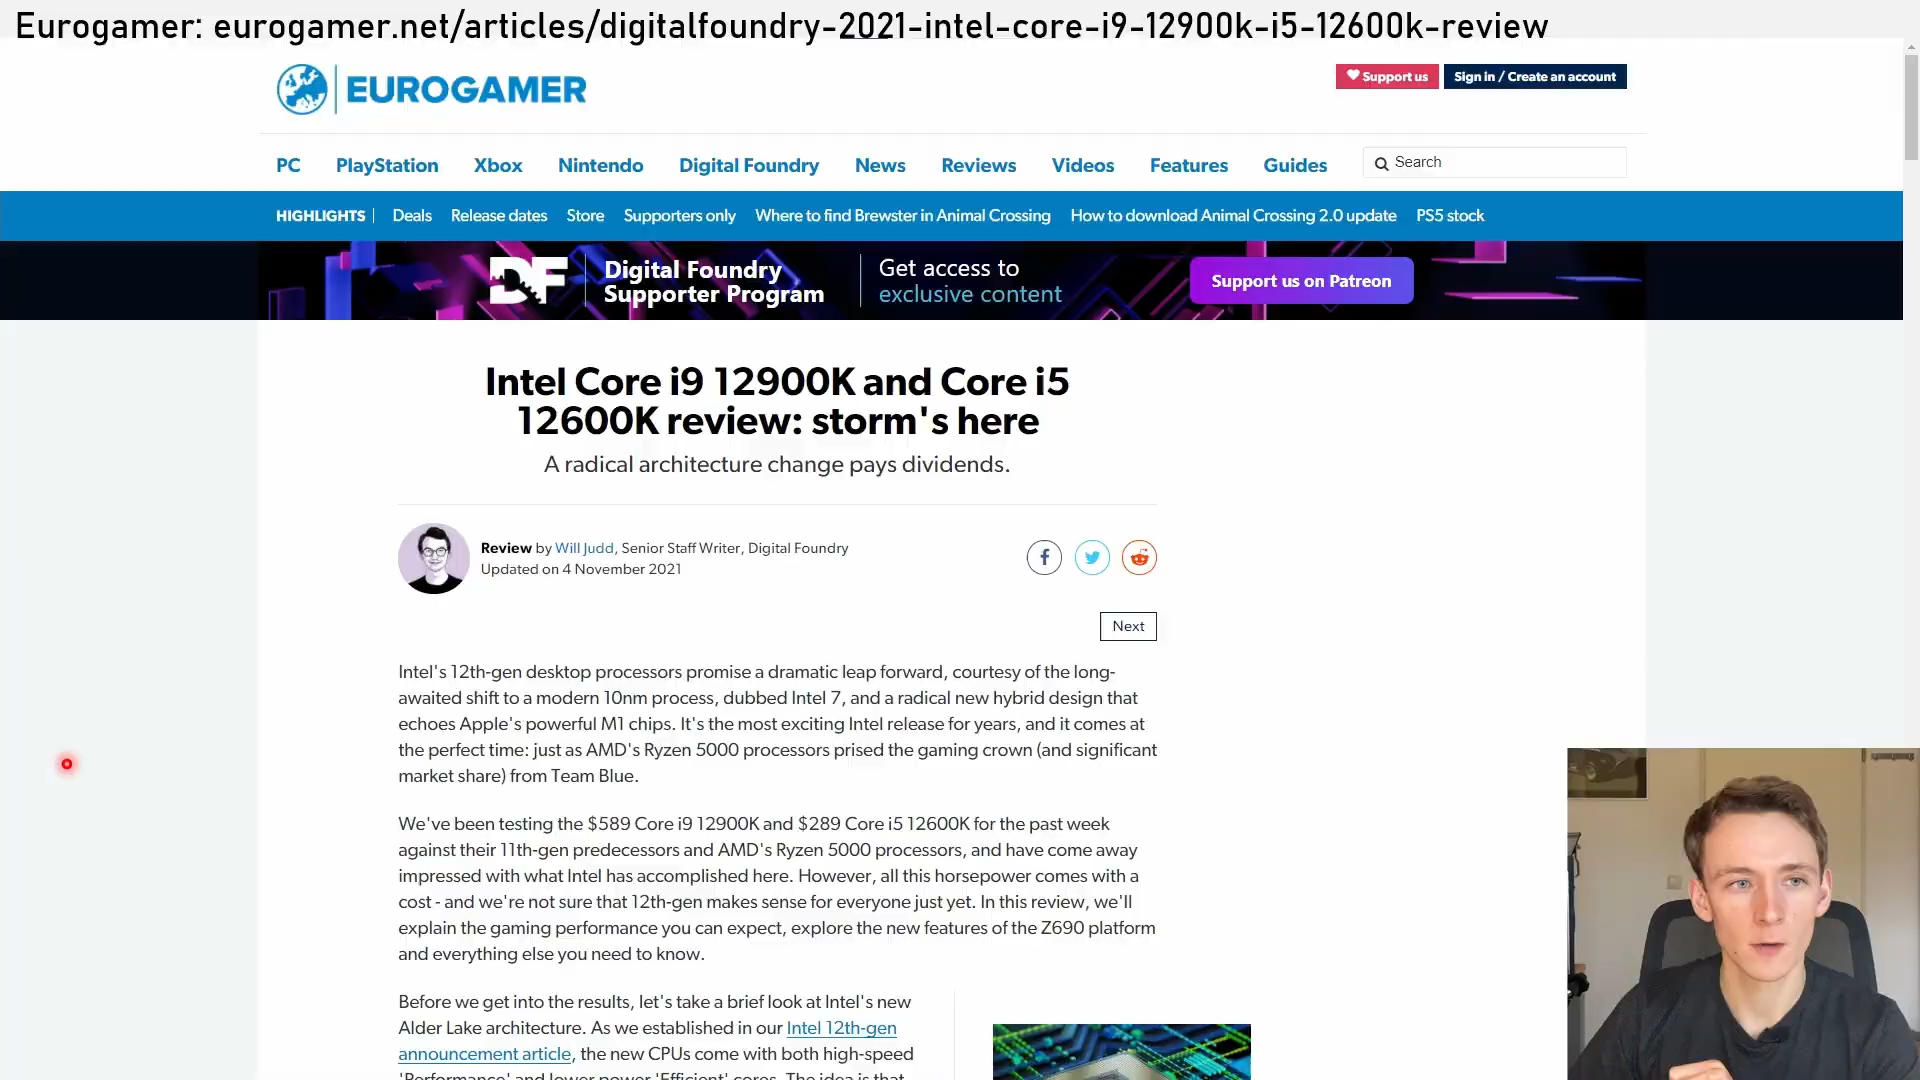 Eurogamer: eurogamer.net/articles/digitalfoundry-2021-intel-core-i9-12900k-i5-12600k-review
EUROGAMER
Support us
Sign in / Create an account
PC PlayStation Xbox Nintendo Digital Foundry News Reviews Videos Features Guides Search
HIGHLIGHTS | Deals Release dates Store Supporters only Where to find Brewster in Animal Crossing How to download Animal Crossing 2.0 update PS5 stock
DF
Digital Foundry
Supporter Program
Get access to
exclusive content
Support us on Patreon
Intel Core i9 12900K and Core i5
12600K review: storm's here
A radical architecture change pays dividends.
Review by Will Judd, Senior Staff Writer, Digital Foundry
Updated on 4 November 2021
Next
Intel's 12th-gen desktop processors promise a dramatic leap forward, courtesy of the long-
awaited shift to a modern 10nm process, dubbed Intel 7, and a radical new hybrid design that
echoes Apple's powerful M1 chips. It's the most exciting Intel release for years, and it comes at
the perfect time: just as AMD's Ryzen 5000 processors prised the gaming crown (and significant
market share) from Team Blue.
We've been testing the $589 Core i9 12900K and $289 Core i5 12600K for the past week
against their 11th-gen predecessors and AMD's Ryzen 5000 processors, and have come away
impressed with what Intel has accomplished here. However, all this horsepower comes with a
cost - and we're not sure that 12th-gen makes sense for everyone just yet. In this review, we'll
explain the gaming performance you can expect, explore the new features of the Z690 platform
and everything else you need to know.
Before we get into the results, let's take a brief look at Intel's new
Alder Lake architecture. As we established in our Intel 12th-gen
announcement article, the new CPUs come with both high-speed
'Performance' and lower power 'Efficient' cores. The idea is that